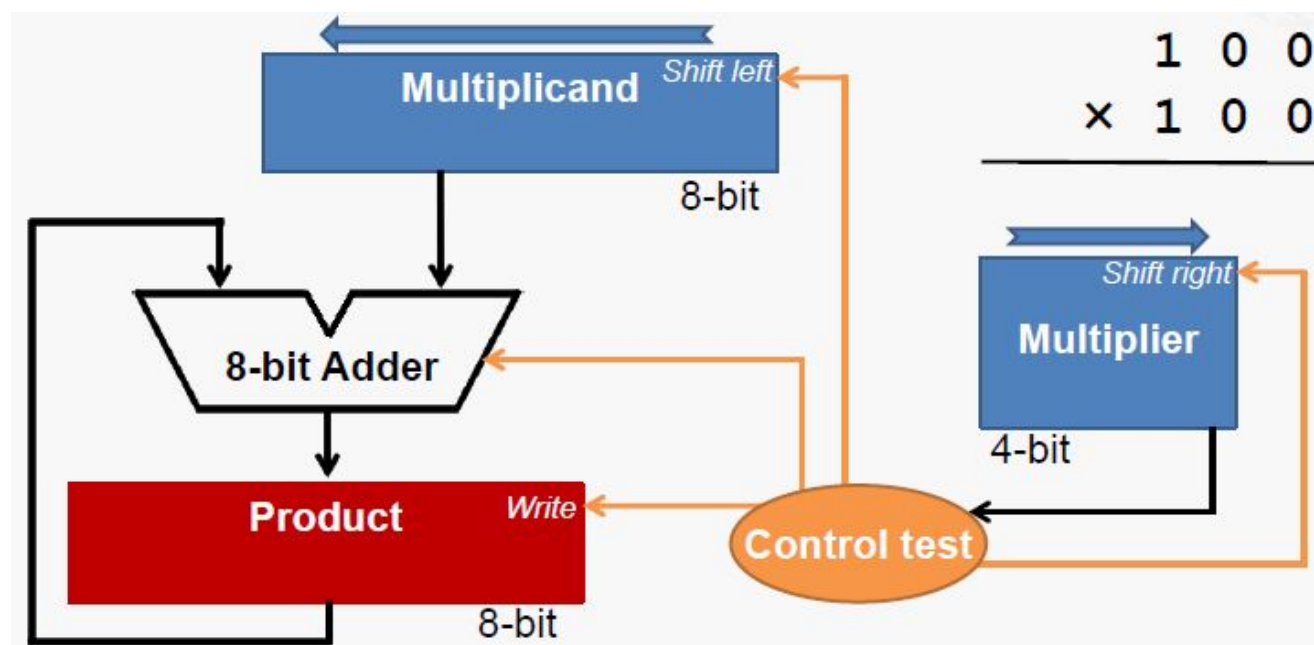 Multiplicand
Shift left
8-bit
1 0 0
× 1 0 0
8-bit Adder
Shift right
Multiplier
4-bit
Product
Write
8-bit
Control test